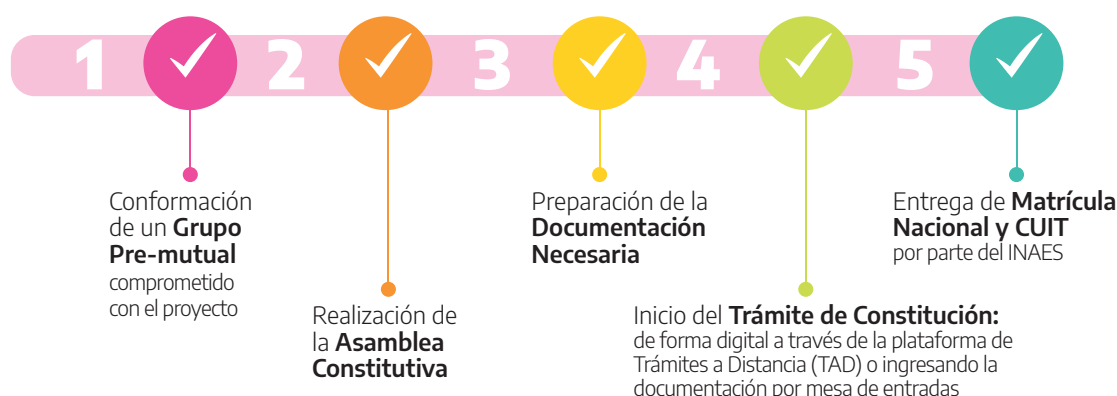 1 2 3 4 5
Conformación
de un Grupo
Pre-mutual
comprometido
con el proyecto
Realización de
la Asamblea
Constitutiva
Preparación de la
Documentación
Necesaria
Inicio del Trámite de Constitución:
de forma digital a través de la plataforma de
Trámites a Distancia (TAD) o ingresando la
documentación por mesa de entradas
Entrega de Matrícula
Nacional y CUIT
por parte del INAES